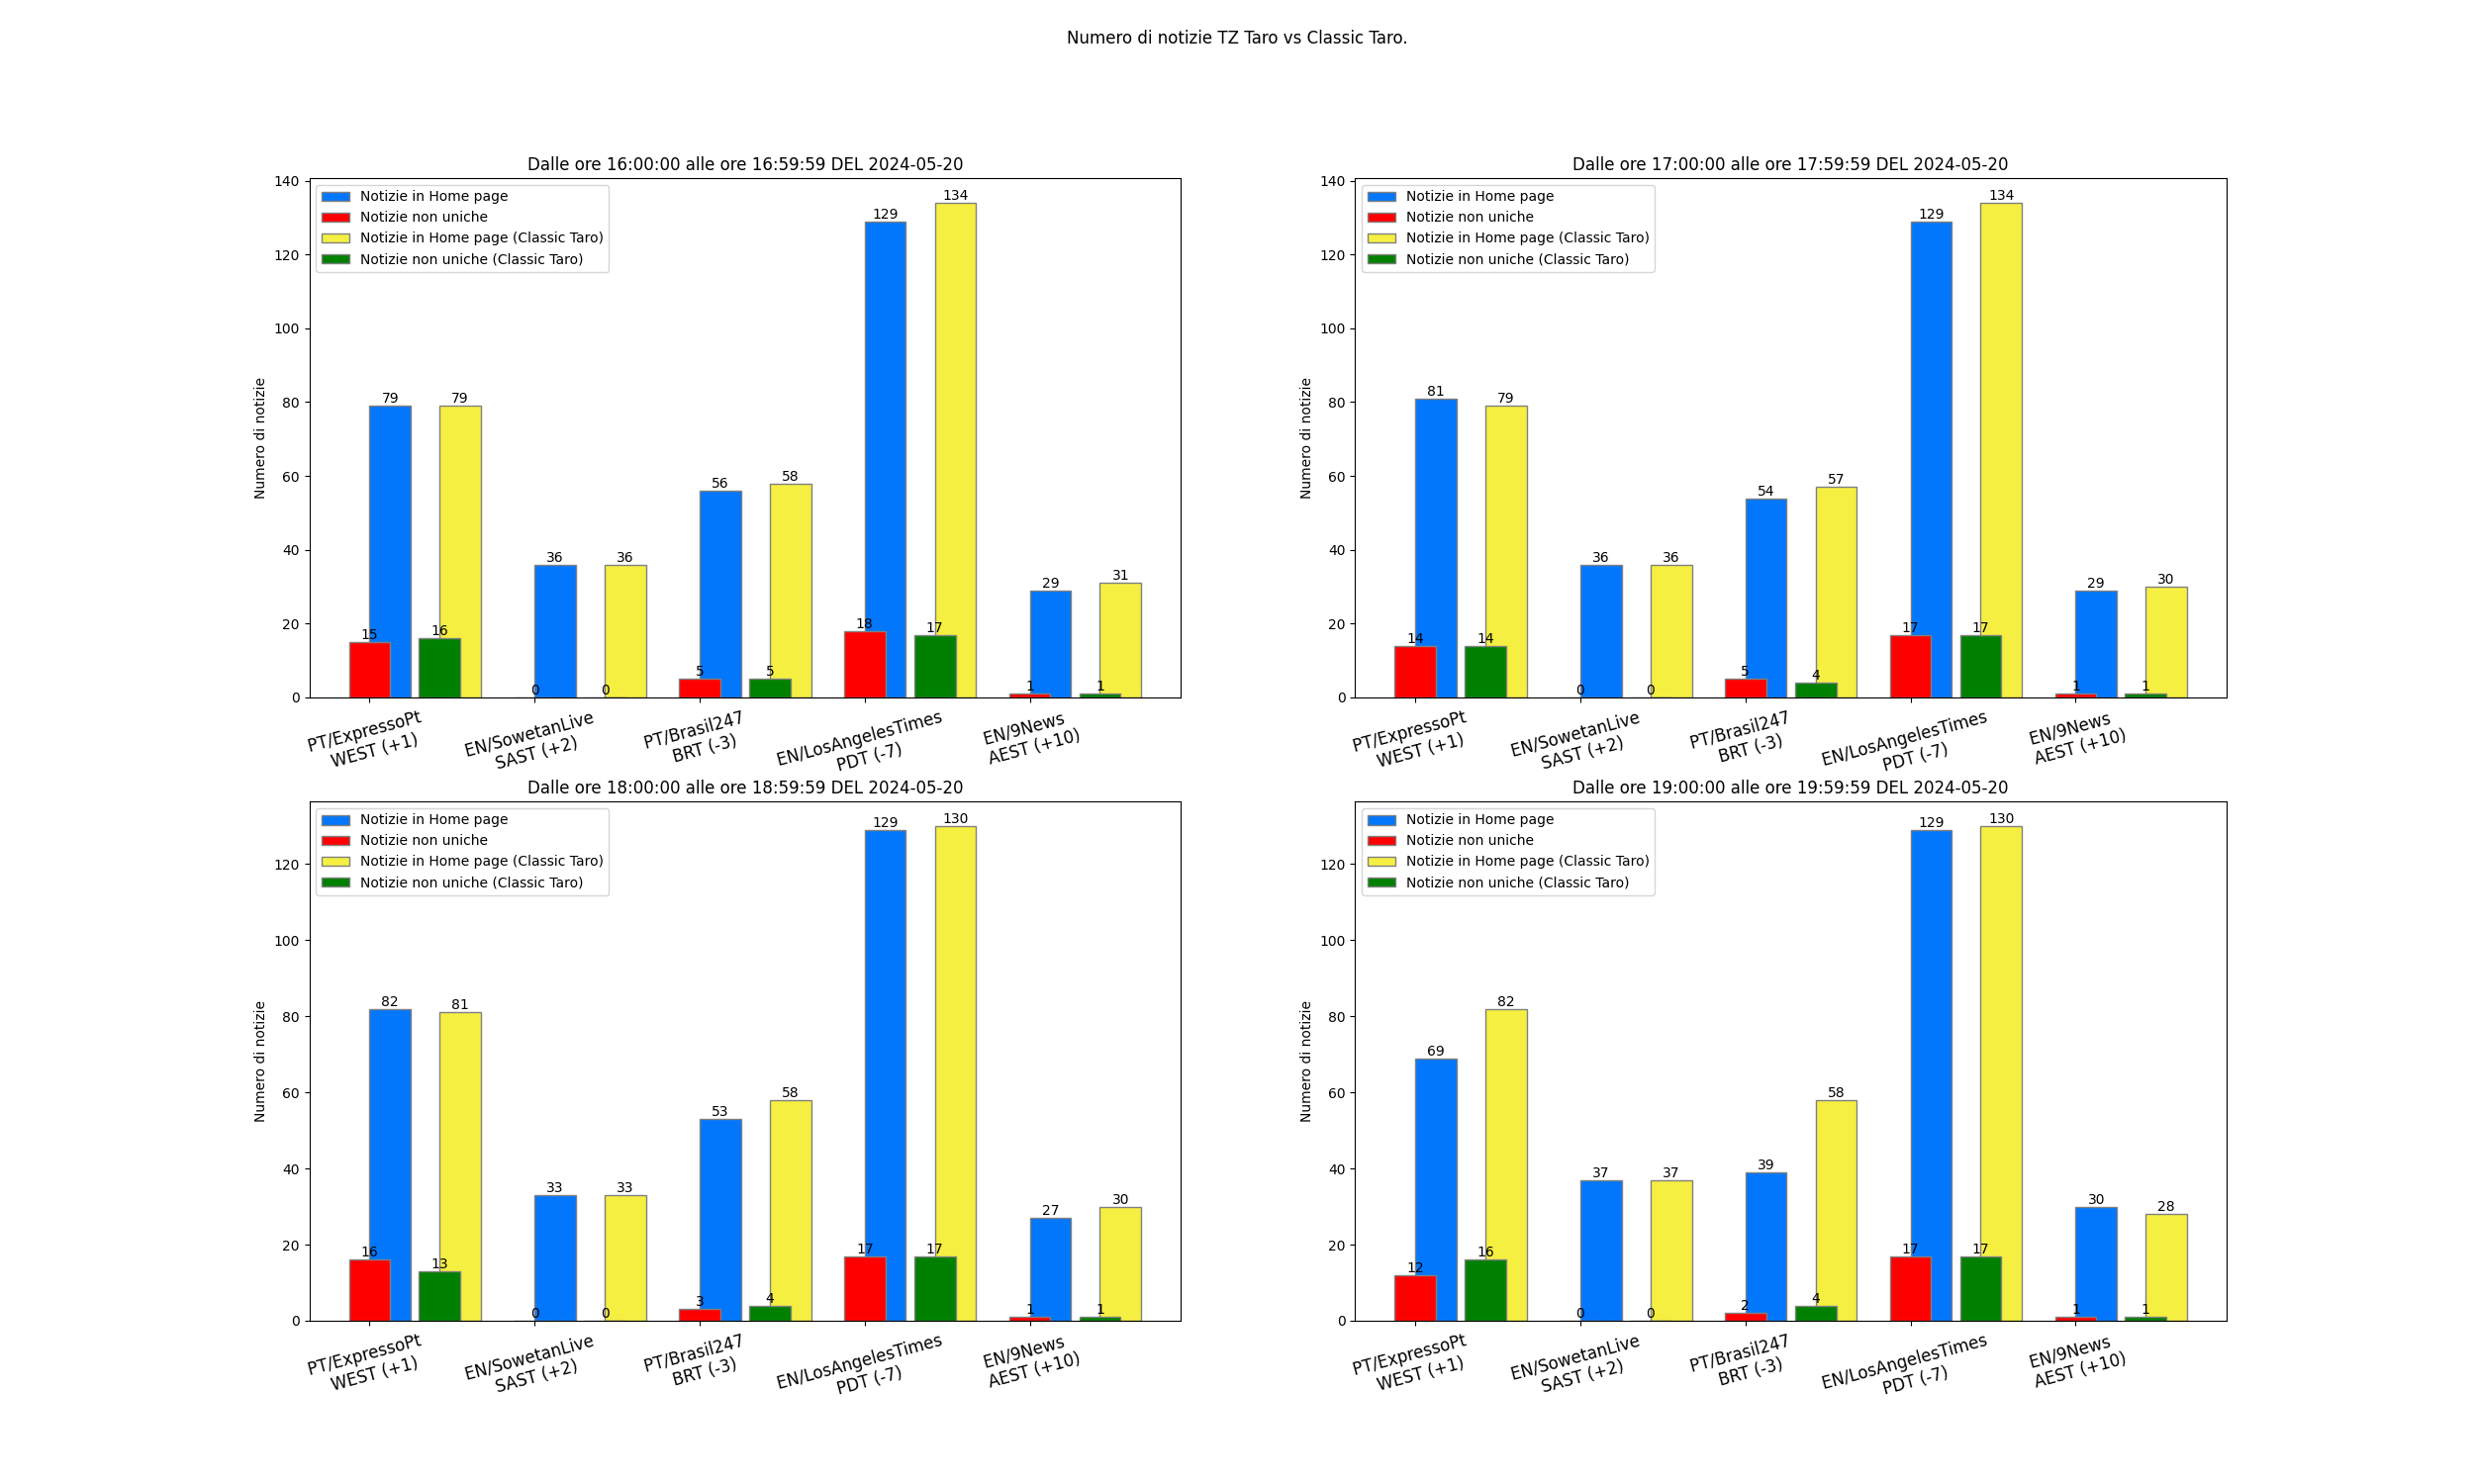 Numero di notizie TZ Taro vs Classic Taro.
Dalle ore 16:00:00 alle ore 16:59:59 DEL 2024-05-20
Notizie in Home page
Notizie non uniche
Notizie in Home page (Classic Taro)
Notizie non uniche (Classic Taro)
Numero di notizie
140
120
100
80
60
40
20
0
79 79 36 36 56 58 129 134 29 31
15 16 0 0 5 5 18 17 1 1
PT/ExpressoPt
WEST (+1)
EN/SowetanLive
SAST (+2)
PT/Brasil247
BRT (-3)
EN/LosAngelesTimes
PDT (-7)
EN/9News
AEST (+10)
Dalle ore 17:00:00 alle ore 17:59:59 DEL 2024-05-20
Notizie in Home page
Notizie non uniche
Notizie in Home page (Classic Taro)
Notizie non uniche (Classic Taro)
Numero di notizie
140
120
100
80
60
40
20
0
81 79 36 36 54 57 129 134 29 30
14 14 0 0 5 4 17 17 1 1
PT/ExpressoPt
WEST (+1)
EN/SowetanLive
SAST (+2)
PT/Brasil247
BRT (-3)
EN/LosAngelesTimes
PDT (-7)
EN/9News
AEST (+10)
Dalle ore 18:00:00 alle ore 18:59:59 DEL 2024-05-20
Notizie in Home page
Notizie non uniche
Notizie in Home page (Classic Taro)
Notizie non uniche (Classic Taro)
Numero di notizie
120
100
80
60
40
20
0
82 81 33 33 53 58 129 130 27 30
16 13 0 0 3 4 17 17 1 1
PT/ExpressoPt
WEST (+1)
EN/SowetanLive
SAST (+2)
PT/Brasil247
BRT (-3)
EN/LosAngelesTimes
PDT (-7)
EN/9News
AEST (+10)
Dalle ore 19:00:00 alle ore 19:59:59 DEL 2024-05-20
Notizie in Home page
Notizie non uniche
Notizie in Home page (Classic Taro)
Notizie non uniche (Classic Taro)
Numero di notizie
120
100
80
60
40
20
0
69 82 37 37 39 58 129 130 30 28
12 16 0 0 2 4 17 17 1 1
PT/ExpressoPt
WEST (+1)
EN/SowetanLive
SAST (+2)
PT/Brasil247
BRT (-3)
EN/LosAngelesTimes
PDT (-7)
EN/9News
AEST (+10)